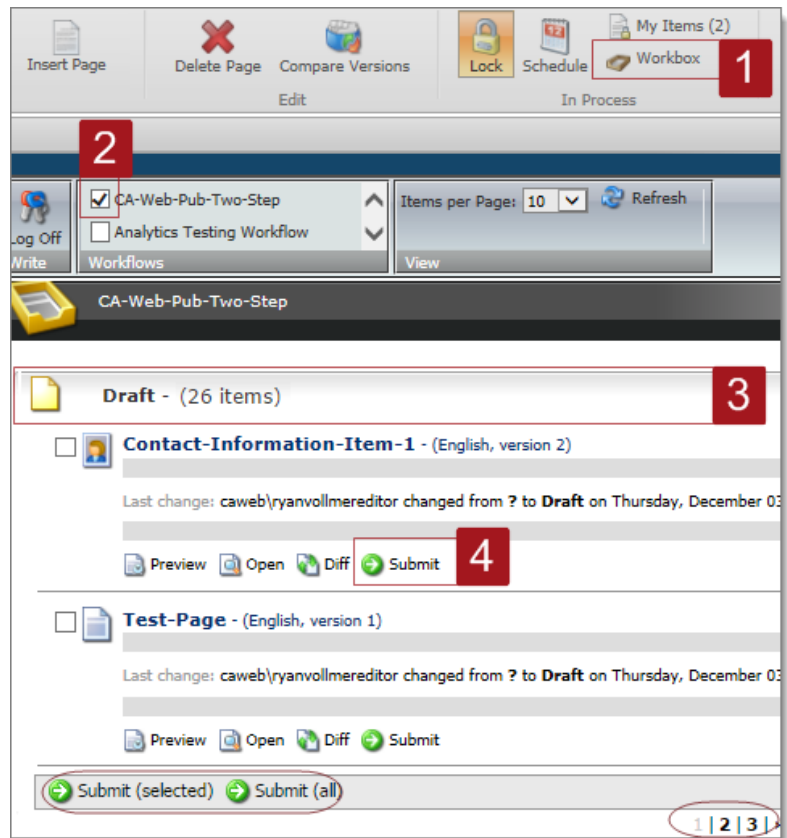 My Items (2)
Insert Page Delete Page Compare Versions Lock Schedule Workbox 1
Edit In Process
2
CA-Web-Pub-Two-Step Items per Page: 10 Refresh
Log Off Analytics Testing Workflow
Write Workflows View
CA-Web-Pub-Two-Step
Draft - (26 items) 3
Contact-Information-Item-1 - (English, version 2)
Last change: caweb\ryanvollmereditor changed from ? to Draft on Thursday, December 03
Preview Open Diff Submit 4
Test-Page - (English, version 1)
Last change: caweb\ryanvollmereditor changed from ? to Draft on Thursday, December 03
Preview Open Diff Submit
Submit (selected) Submit (all)
1 | 2 | 3 |